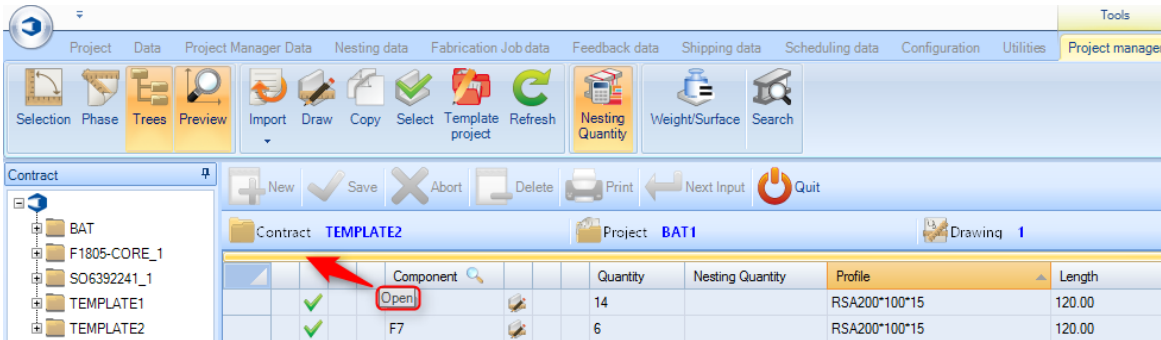 Tools
Project Data Project Manager Data Nesting data Fabrication Job data Feedback data Shipping data Scheduling data Configuration Utilities Project manager
Selection Phase Trees Preview Import Draw Copy Select Template project Refresh Nesting Quantity Weight/Surface Search
Contract
New Save Abort Delete Print Next Input Quit
BAT
F1805-CORE_1
SO6392241_1
TEMPLATE1
TEMPLATE2
Contract TEMPLATE2 Project BAT1 Drawing 1
Component Quantity Nesting Quantity Profile Length
Open 14 RSA200*100*15 120.00
F7 6 RSA200*100*15 120.00